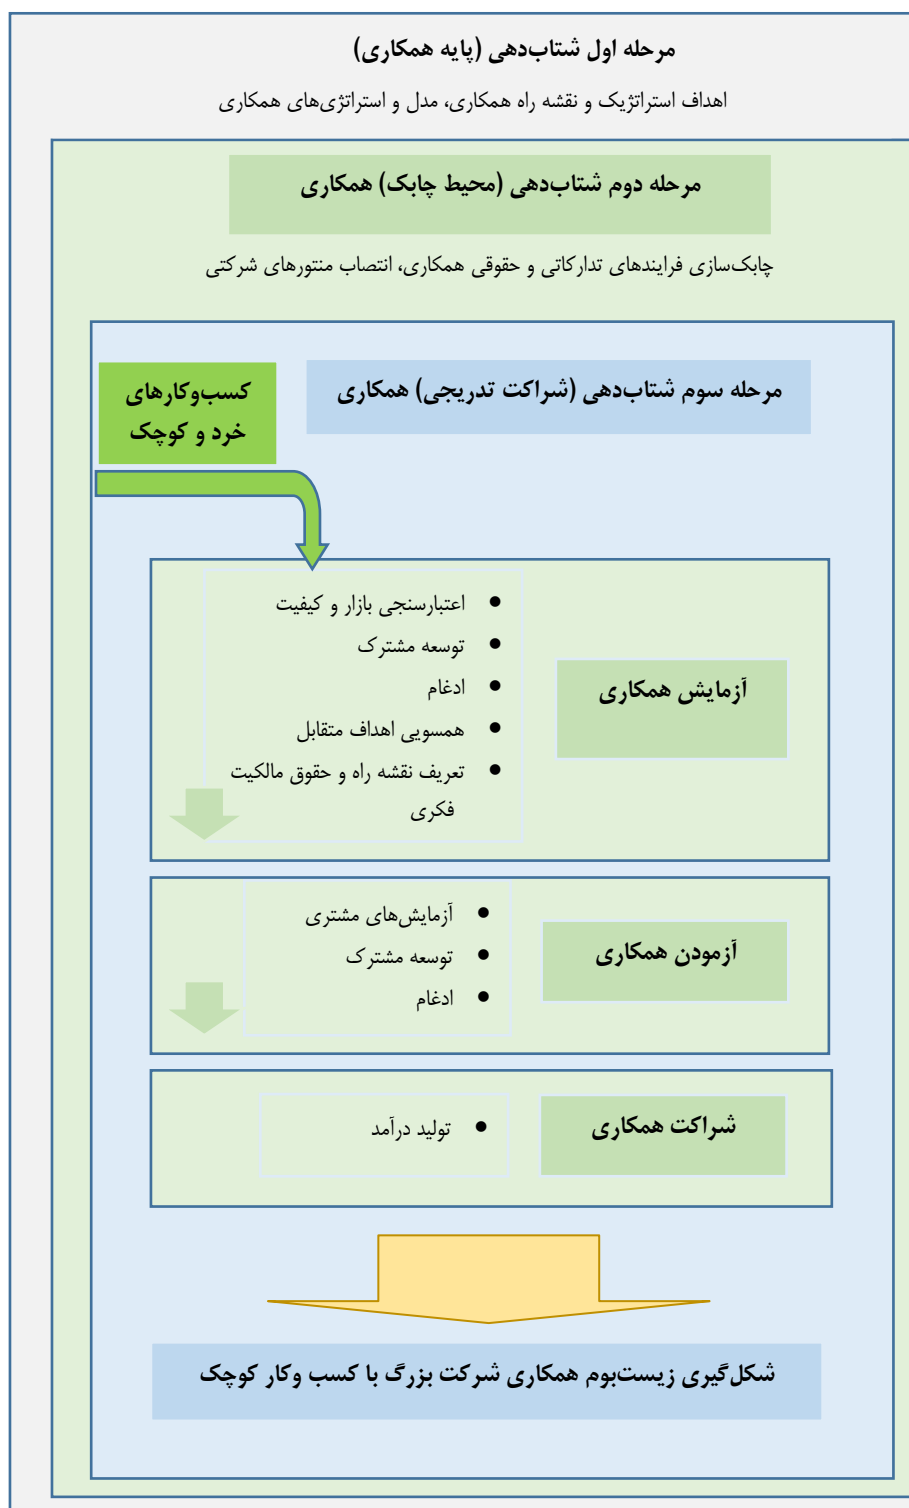 مرحله اول شتاب‌دهی (پایه همکاری)
اهداف استراتژیک و نقشه راه همکاری، مدل و استراتژی‌های همکاری
مرحله دوم شتاب‌دهی (محیط چابک) همکاری
چابک‌سازی فرایندهای تدارکاتی و حقوقی همکاری، انتصاب منتورهای شرکتی
مرحله سوم شتاب‌دهی (شراکت تدریجی) همکاری
کسب‌وکارهای
خرد و کوچک
آزمایش همکاری
• اعتبارسنجی بازار و کیفیت
• توسعه مشترک
• ادغام
• همسویی اهداف متقابل
• تعریف نقشه راه و حقوق مالکیت
فکری
آزمودن همکاری
• آزمایش‌های مشتری
• توسعه مشترک
• ادغام
شراکت همکاری
• تولید درآمد
شکل‌گیری زیست‌بوم همکاری شرکت بزرگ با کسب وکار کوچک